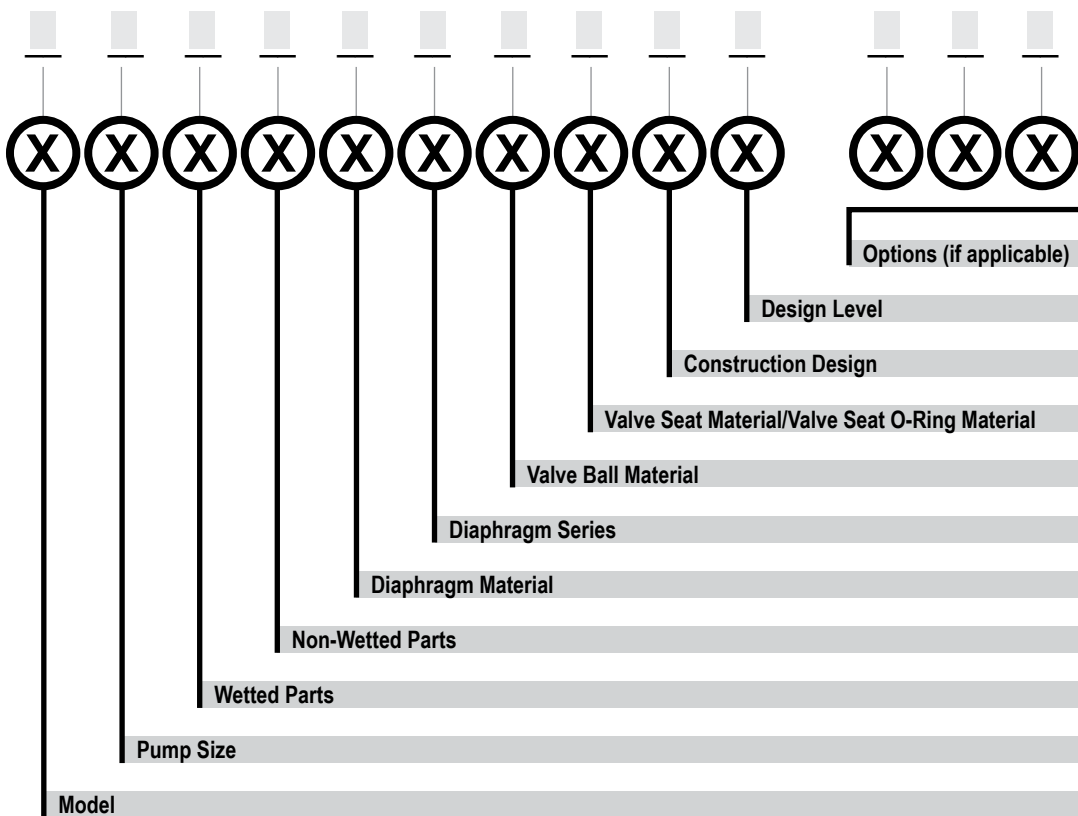 X X X X X X X X X X X X X
Options (if applicable)
Design Level
Construction Design
Valve Seat Material/Valve Seat O-Ring Material
Valve Ball Material
Diaphragm Series
Diaphragm Material
Non-Wetted Parts
Wetted Parts
Pump Size
Model